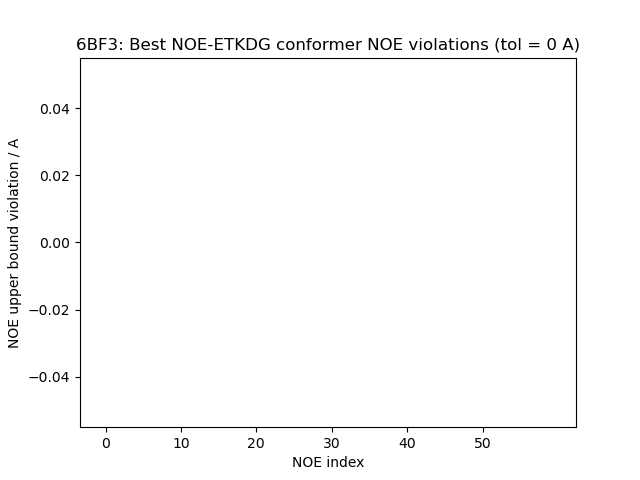 6BF3: Best NOE-ETKDG conformer NOE violations (tol = 0 A)
NOE upper bound violation / A
0.04
0.02
0.00
−0.02
−0.04
0 10 20 30 40 50
NOE index